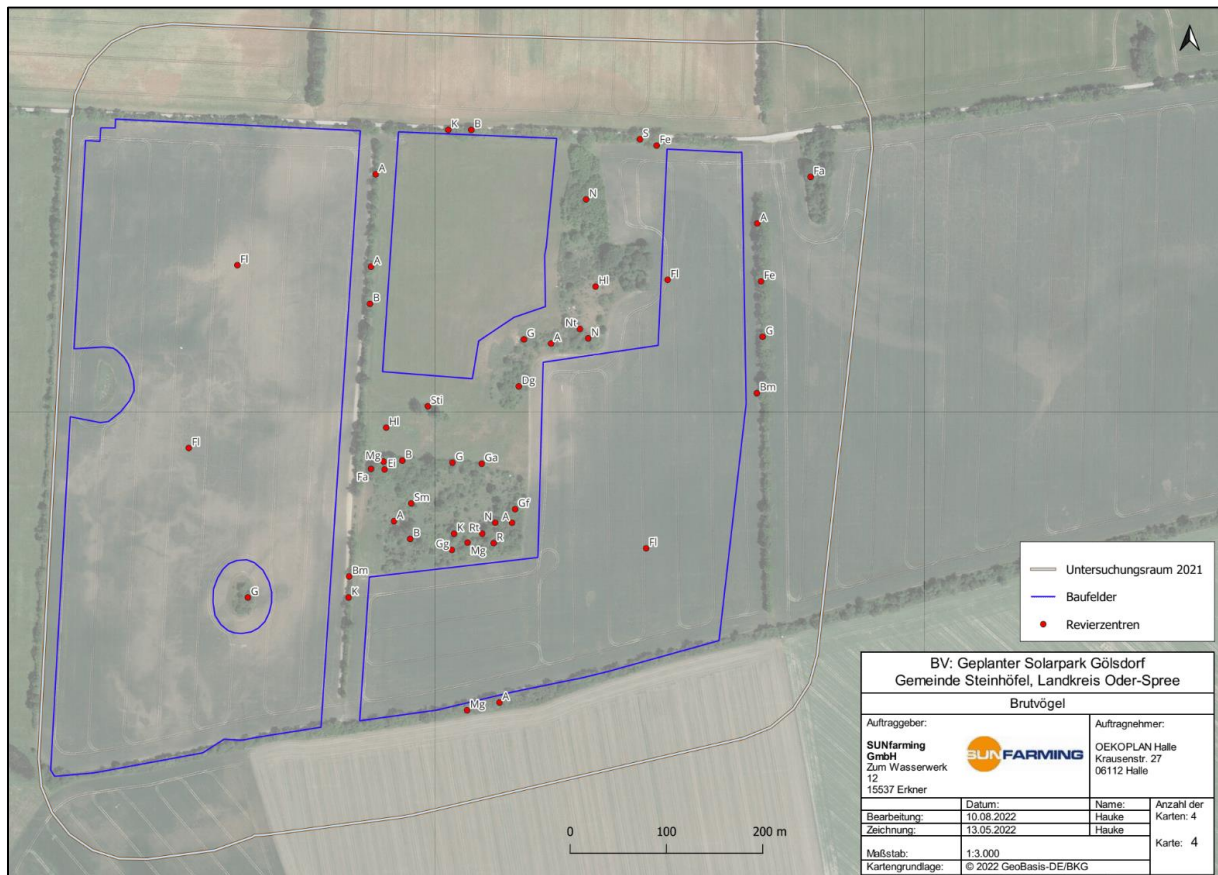 K B
S
Fe
A
Fa
N
A
Fl
A
Fl
Fe
Hl
B
Nt
G
A
N
G
Dg
Bm
Sti
Hl
Fl
Mg
B
G
Ga
Fa
El
Sm
Gf
A
N
A
B
K
Rt
R
Gg
Mg
Fl
Bm
K
G
Mg
A
Untersuchungsraum 2021
Baufelder
Revierzentren
BV: Geplanter Solarpark Gölsdorf
Gemeinde Steinhöfel, Landkreis Oder-Spree
Brutvögel
Auftraggeber:
SUNfarming
GmbH
Zum Wasserwerk
12
15537 Erkner
SUNFARMING
Auftragnehmer:
OEKOPLAN Halle
Krausenstr. 27
06112 Halle
Datum: Name:
Bearbeitung: 10.08.2022 Hauke
Zeichnung: 13.05.2022 Hauke
Maßstab: 1:3.000
Kartengrundlage: © 2022 GeoBasis-DE/BKG
Anzahl der
Karten: 4
Karte: 4
0 100 200 m